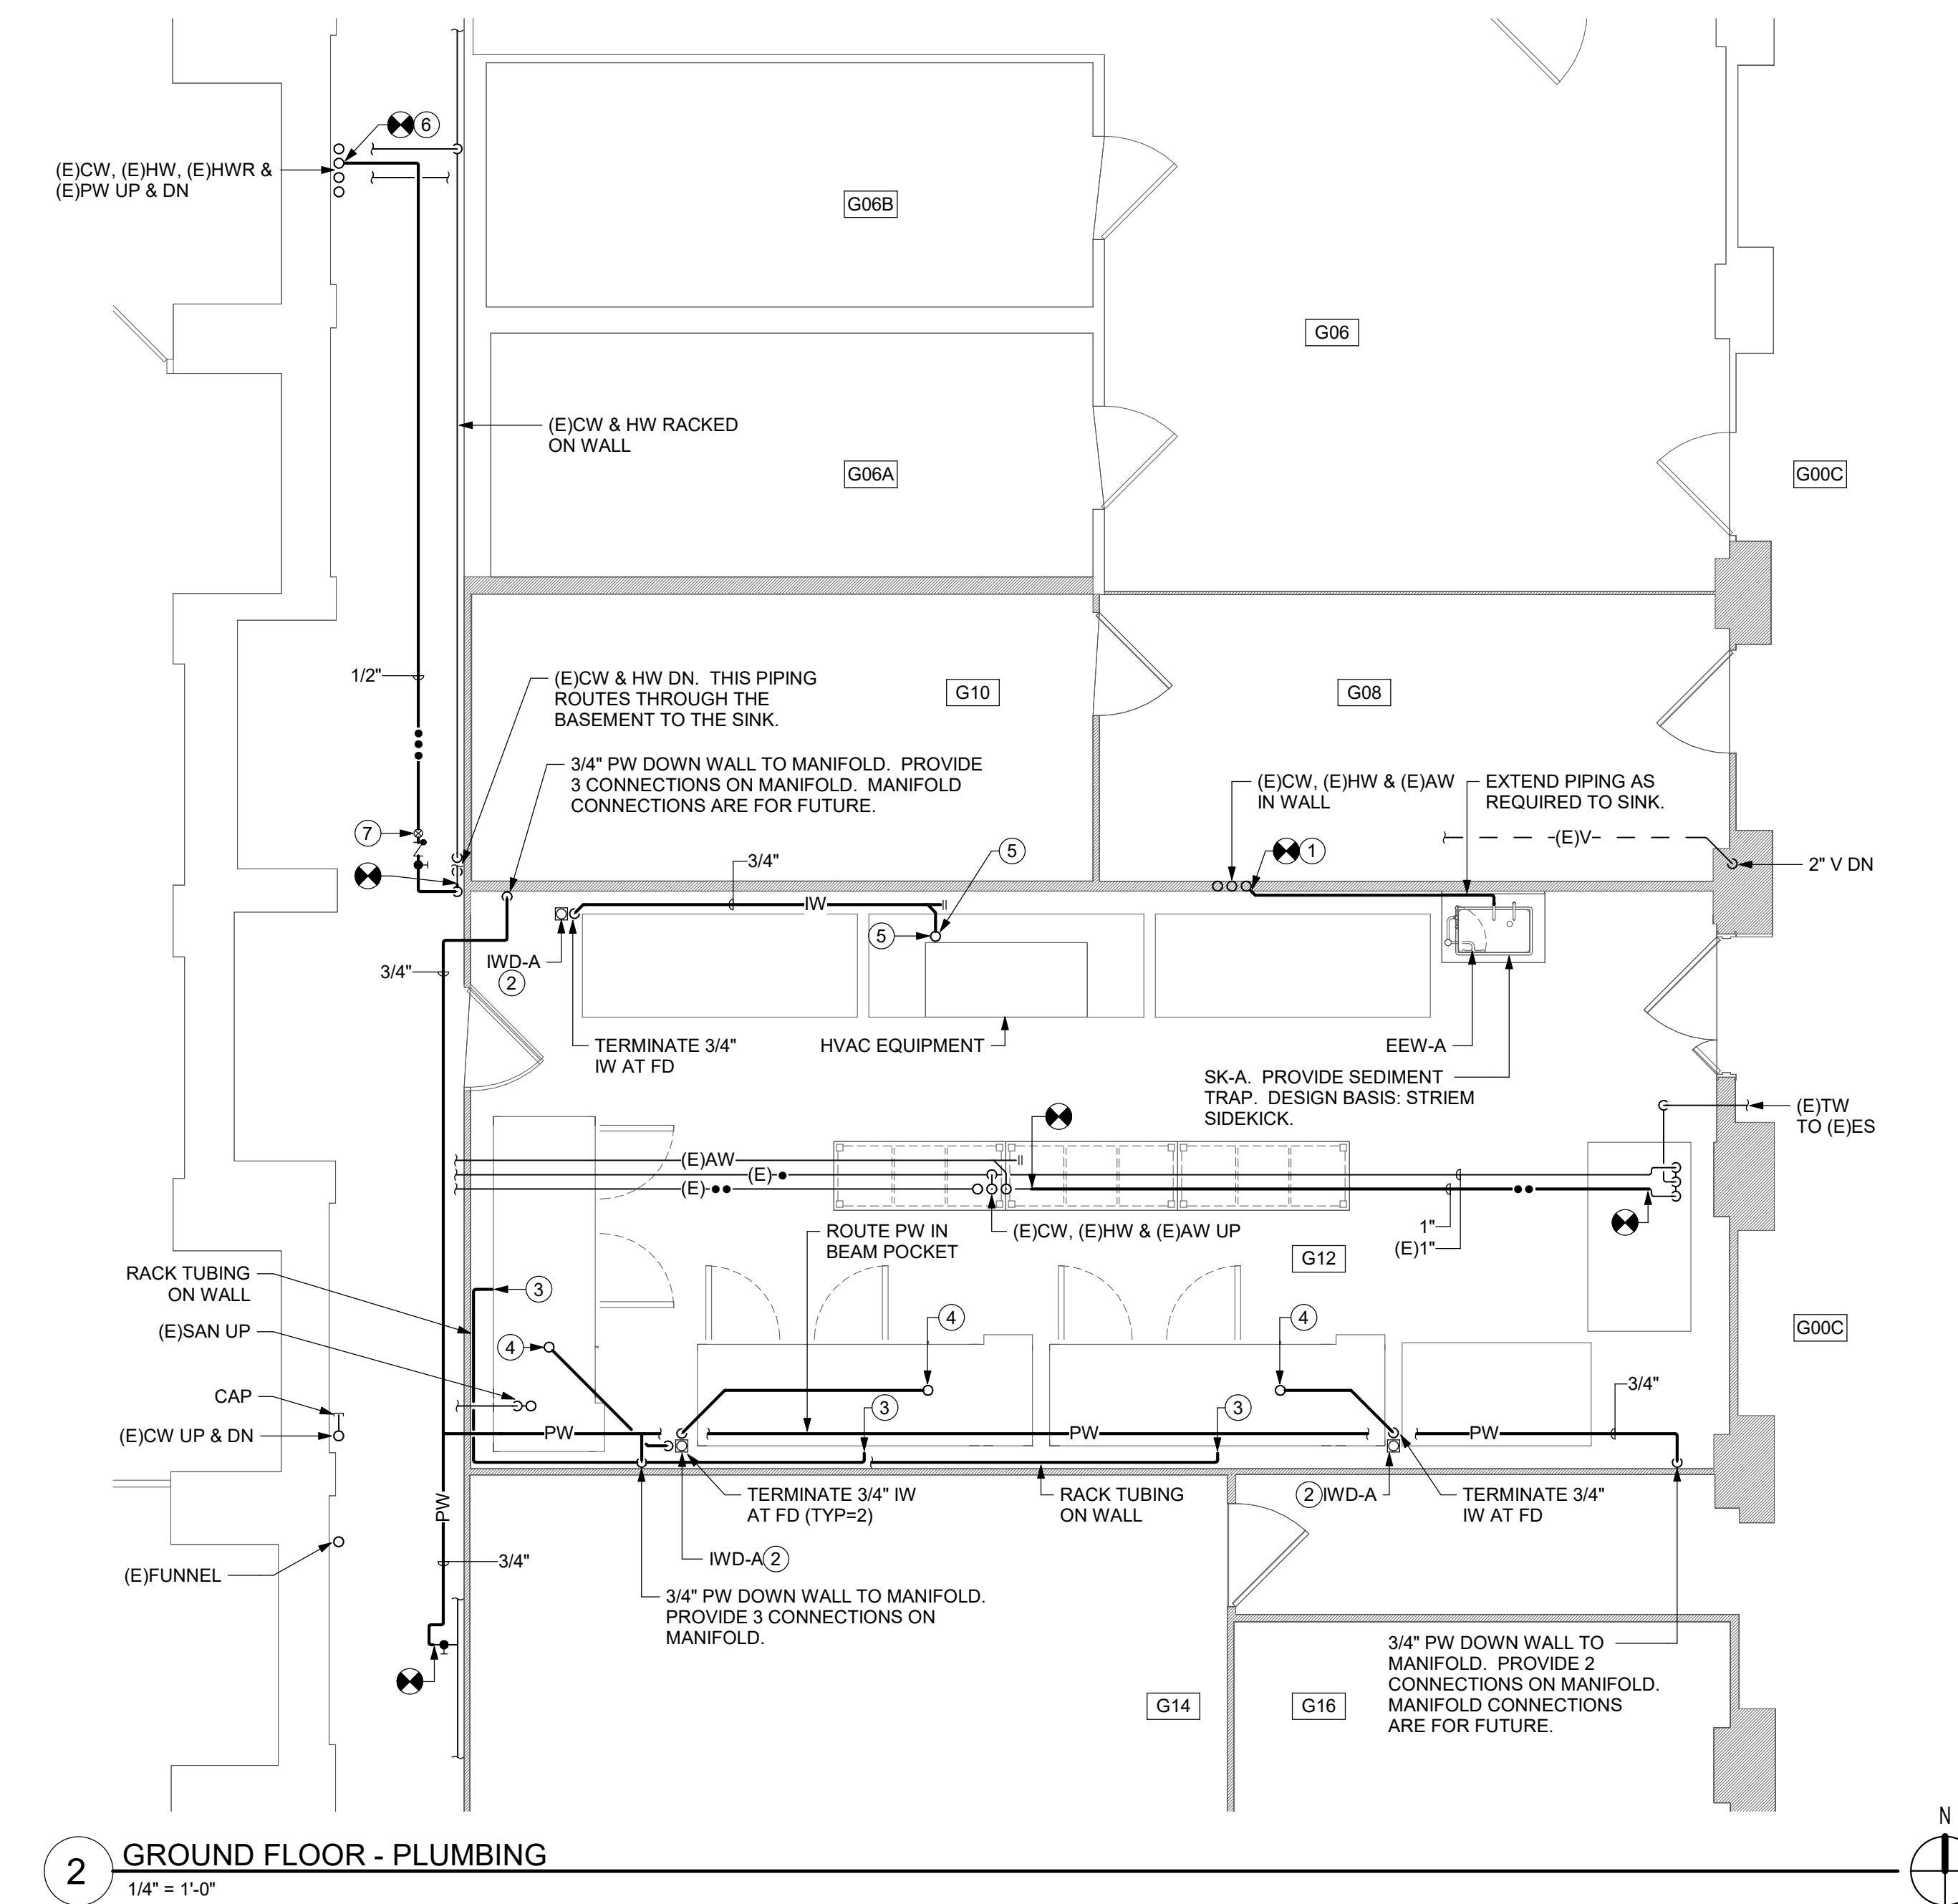 6
(E)CW, (E)HW, (E)HWR &
(E)PW UP & DN
G06B
G06
(E)CW & HW RACKED
ON WALL
G06A
G00C
1/2"
(E)CW & HW DN. THIS PIPING
ROUTES THROUGH THE
BASEMENT TO THE SINK.
G10
G08
3/4" PW DOWN WALL TO MANIFOLD. PROVIDE
3 CONNECTIONS ON MANIFOLD. MANIFOLD
CONNECTIONS ARE FOR FUTURE.
(E)CW, (E)HW & (E)AW
IN WALL
EXTEND PIPING AS
REQUIRED TO SINK.
7
(E)V
3/4"
5
1
2" V DN
IW
5
3/4"
IWD-A
2
TERMINATE 3/4"
IW AT FD
HVAC EQUIPMENT
EEW-A
SK-A. PROVIDE SEDIMENT
TRAP. DESIGN BASIS: STRIEM
SIDEKICK.
(E)TW
TO (E)ES
(E)AW
(E)
(E)
ROUTE PW IN
BEAM POCKET
(E)CW, (E)HW & (E)AW UP
1"
(E)1"
G12
RACK TUBING
ON WALL
3
(E)SAN UP
4
4
4
G00C
CAP
3
3
3/4"
(E)CW UP & DN
PW
PW
PW
TERMINATE 3/4" IW
AT FD (TYP=2)
RACK TUBING
ON WALL
2
IWD-A
TERMINATE 3/4"
IW AT FD
PW
3/4"
IWD-A
2
(E)FUNNEL
3/4" PW DOWN WALL TO MANIFOLD.
PROVIDE 3 CONNECTIONS ON
MANIFOLD.
3/4" PW DOWN WALL TO
MANIFOLD. PROVIDE 2
CONNECTIONS ON MANIFOLD.
MANIFOLD CONNECTIONS
ARE FOR FUTURE.
G14
G16
N
2
GROUND FLOOR - PLUMBING
1/4" = 1'-0"